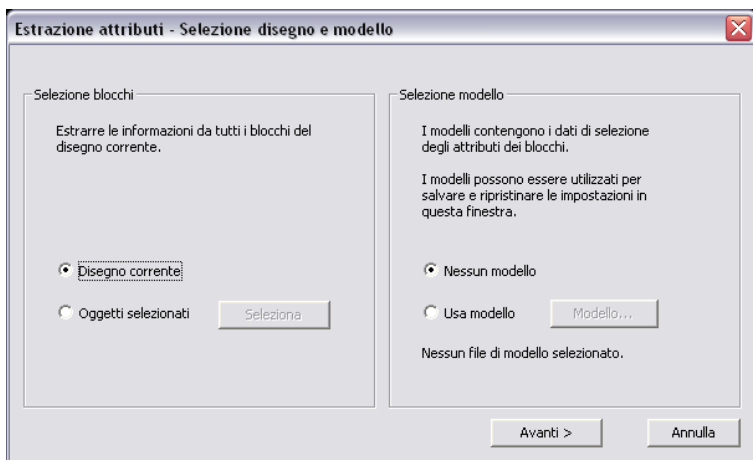 Estrazione attributi - Selezione disegno e modello
Selezione blocchi
Estrarre le informazioni da tutti i blocchi del
disegno corrente.
Disegno corrente
Oggetti selezionati
Seleziona
Selezione modello
I modelli contengono i dati di selezione
degli attributi dei blocchi.
I modelli possono essere utilizzati per
salvare e ripristinare le impostazioni in
questa finestra.
Nessun modello
Usa modello
Modello...
Nessun file di modello selezionato.
Avanti >
Annulla